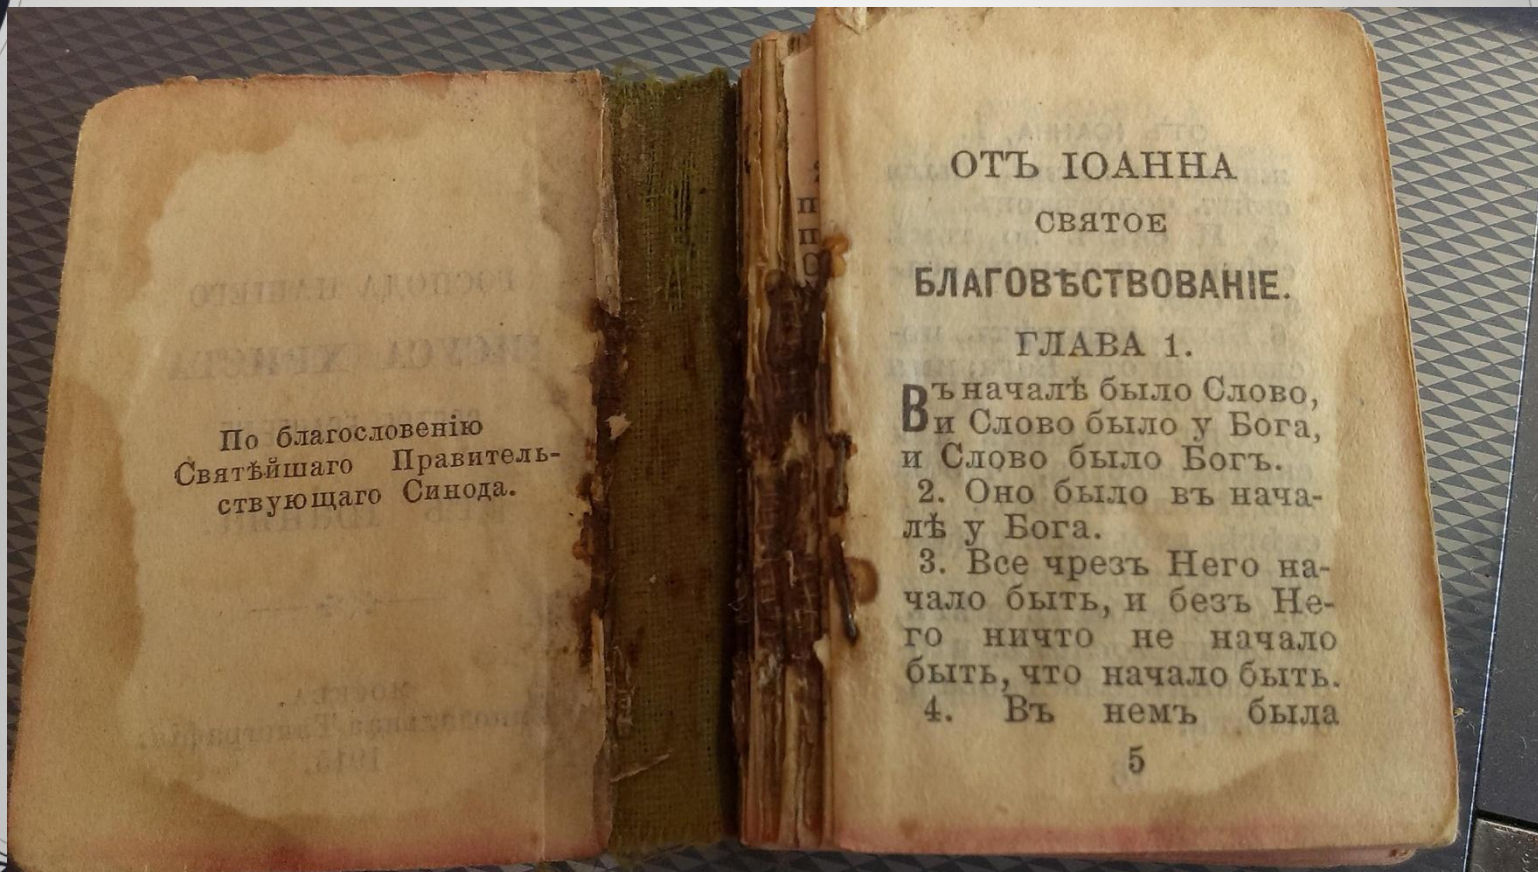 По благословенію
Святѣйшаго Правитель-
ствующаго Синода.
ОТЪ ІОАННА
СВЯТОЕ
БЛАГОВѢСТВОВАНІЕ.
ГЛАВА 1.
Въ началѣ было Слово,
и Слово было у Бога,
и Слово было Богъ.
2. Оно было въ нача-
лѣ у Бога.
3. Все чрезъ Него на-
чало быть, и безъ Не-
го ничто не начало
быть, что начало быть.
4. Въ немъ была
5